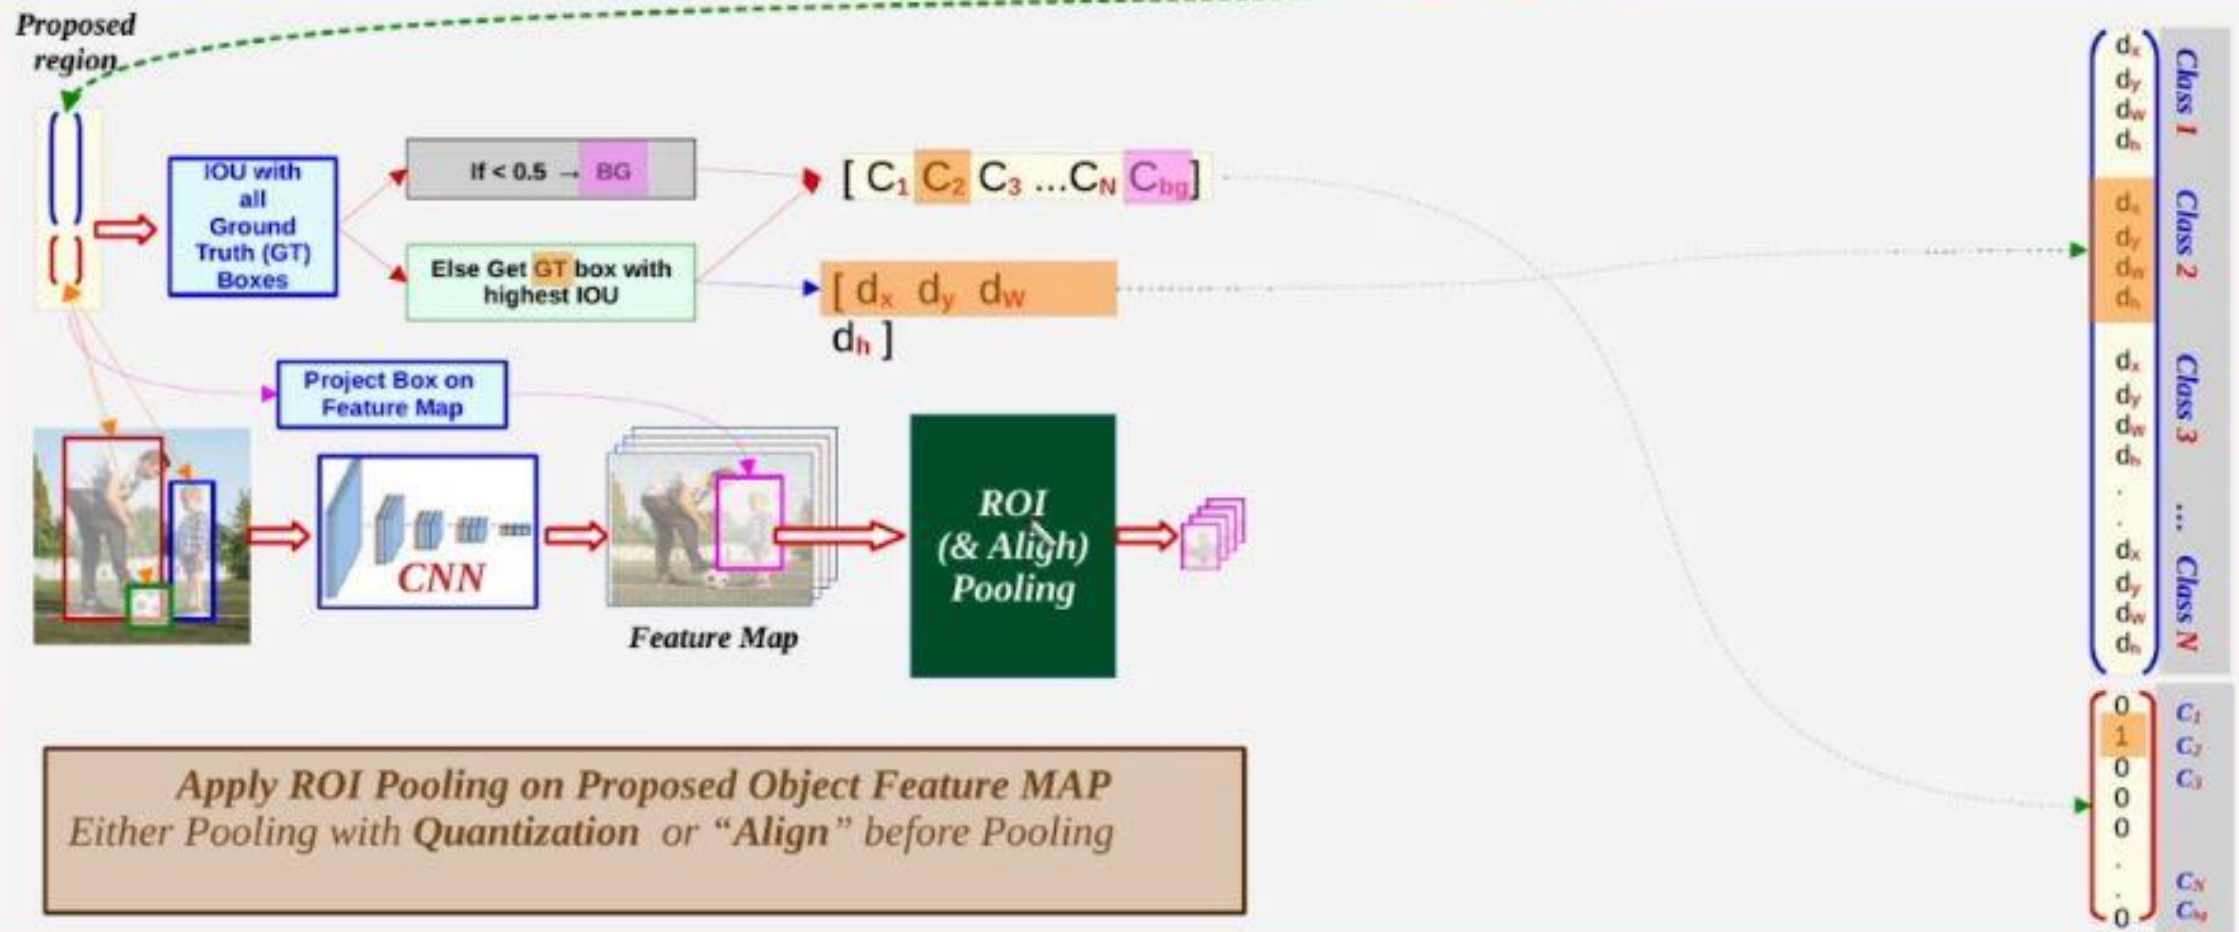 Proposed
region
IOU with
all
Ground
Truth (GT)
Boxes
If < 0.5 → BG
Else Get GT box with
highest IOU
[ C1 C2 C3 ...CN Cbg]
[ dx dy dw
dh ]
Project Box on
Feature Map
CNN
Feature Map
ROI
(& Align)
Pooling
Apply ROI Pooling on Proposed Object Feature MAP
Either Pooling with Quantization or “Align” before Pooling
dx
dy
dw
dh
Class 1
dx
dy
dw
dh
Class 2
dx
dy
dw
dh
Class 3
.
.
...
dx
dy
dw
dh
Class N
0 C1
1 C2
0 C3
0
0
.
. CN
0 Cbg